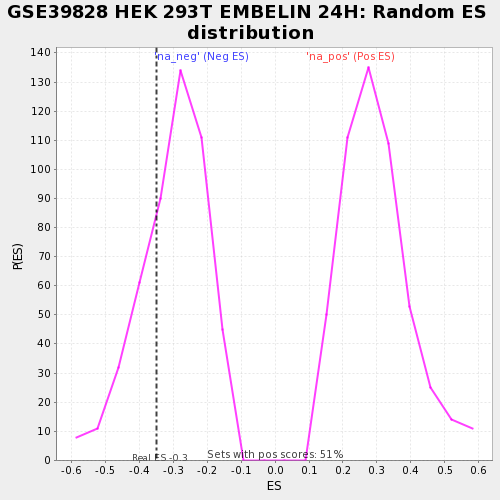 GSE39828 HEK 293T EMBELIN 24H: Random ES
distribution
'na_neg' (Neg ES)
'na_pos' (Pos ES)
140
130
120
110
100
90
80
70
60
50
40
30
20
10
0
P(ES)
Real ES -0.3
Sets with pos scores: 51%
-0.6 -0.5 -0.4 -0.3 -0.2 -0.1 0.0 0.1 0.2 0.3 0.4 0.5 0.6
ES